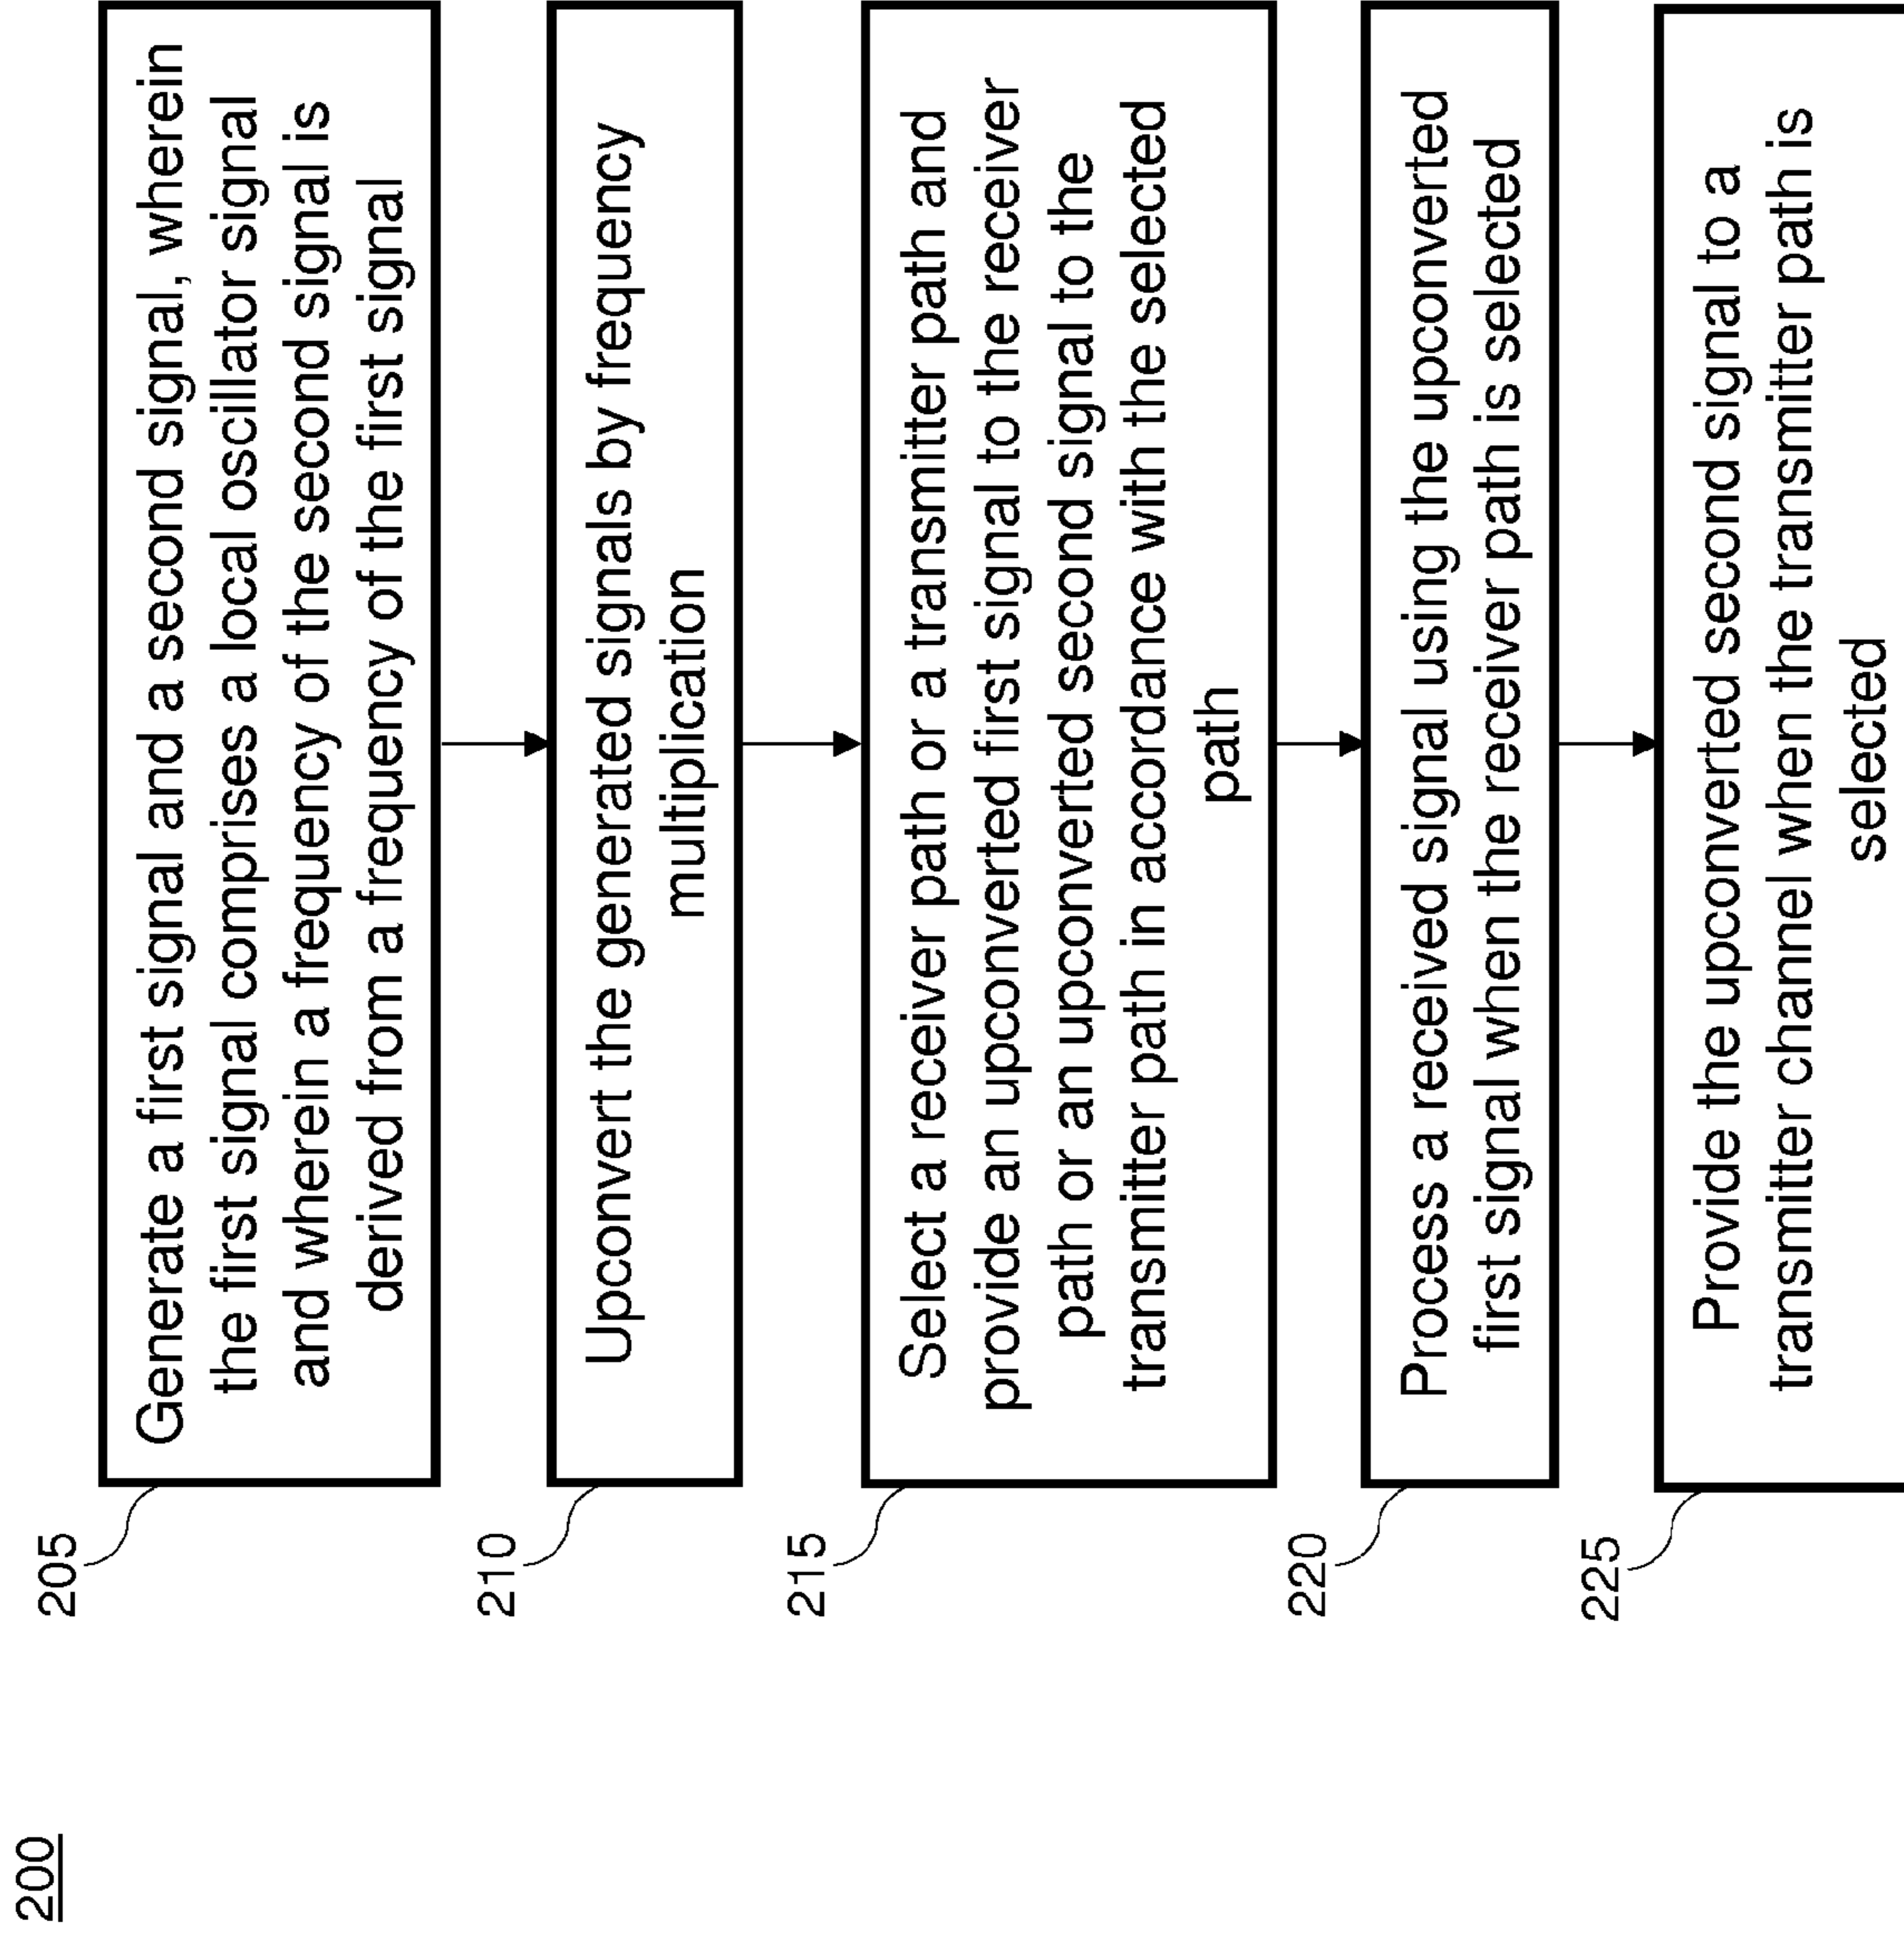 200
205
Generate a first signal and a second signal, wherein
the first signal comprises a local oscillator signal
and wherein a frequency of the second signal is
derived from a frequency of the first signal
210
Upconvert the generated signals by frequency
multiplication
215
Select a receiver path or a transmitter path and
provide an upconverted first signal to the receiver
path or an upconverted second signal to the
transmitter path in accordance with the selected
path
220
Process a received signal using the upconverted
first signal when the receiver path is selected
225
Provide the upconverted second signal to a
transmitter channel when the transmitter path is
selected